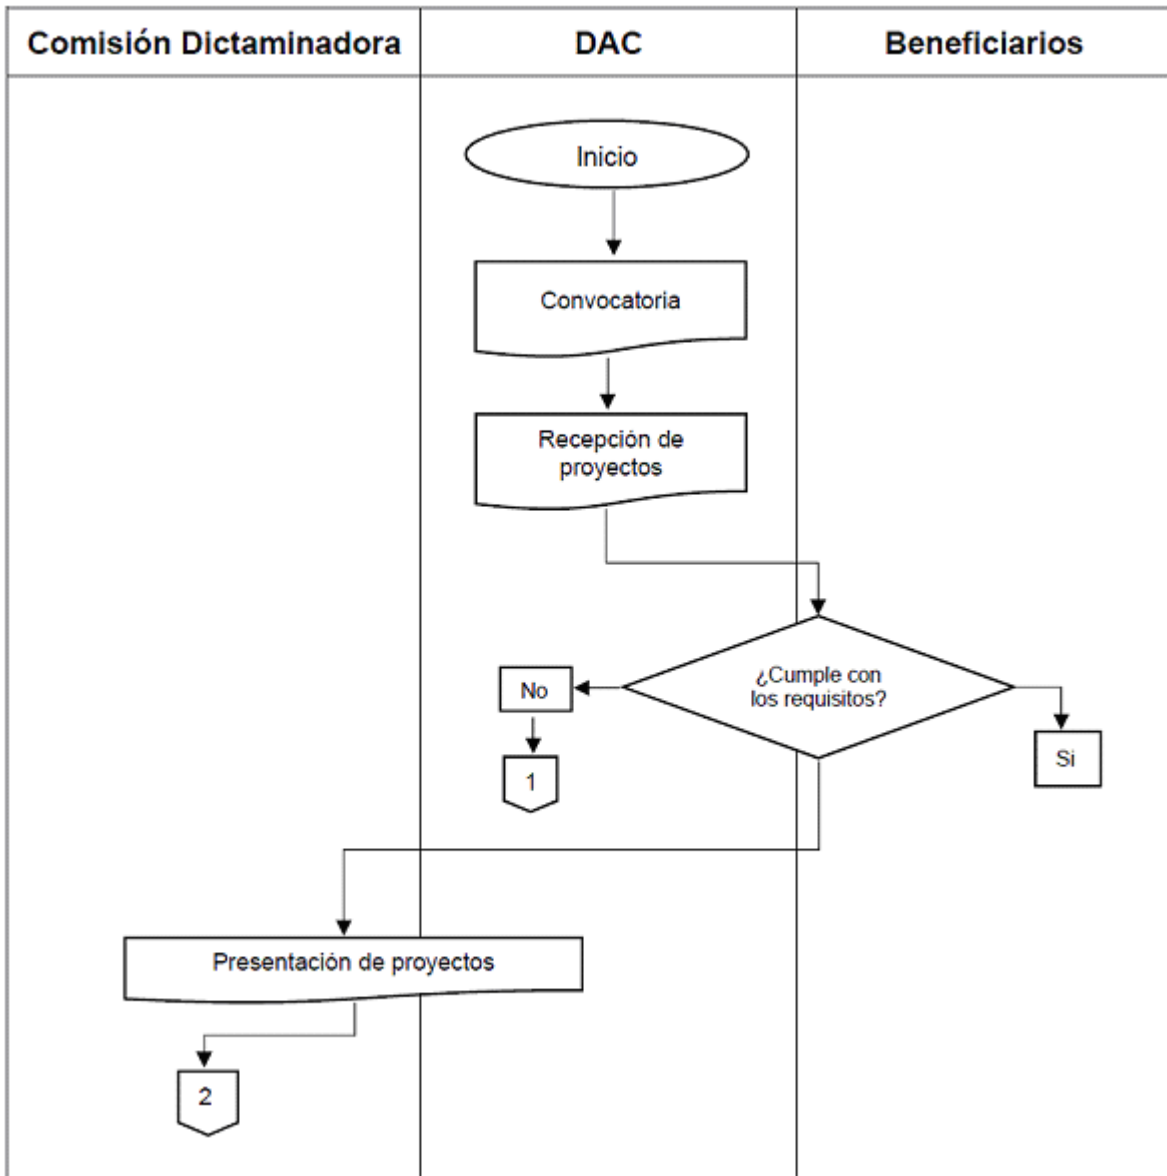 Comisión Dictaminadora
DAC
Beneficiarios
Inicio
Convocatoria
Recepción de
proyectos
¿Cumple con
los requisitos?
No
Si
1
Presentación de proyectos
2